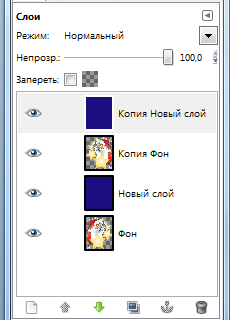 Слои
Режим: Нормальный
Непрозр.: 100,0
Запереть:
Копия Новый слой
Копия Фон
Новый слой
Фон